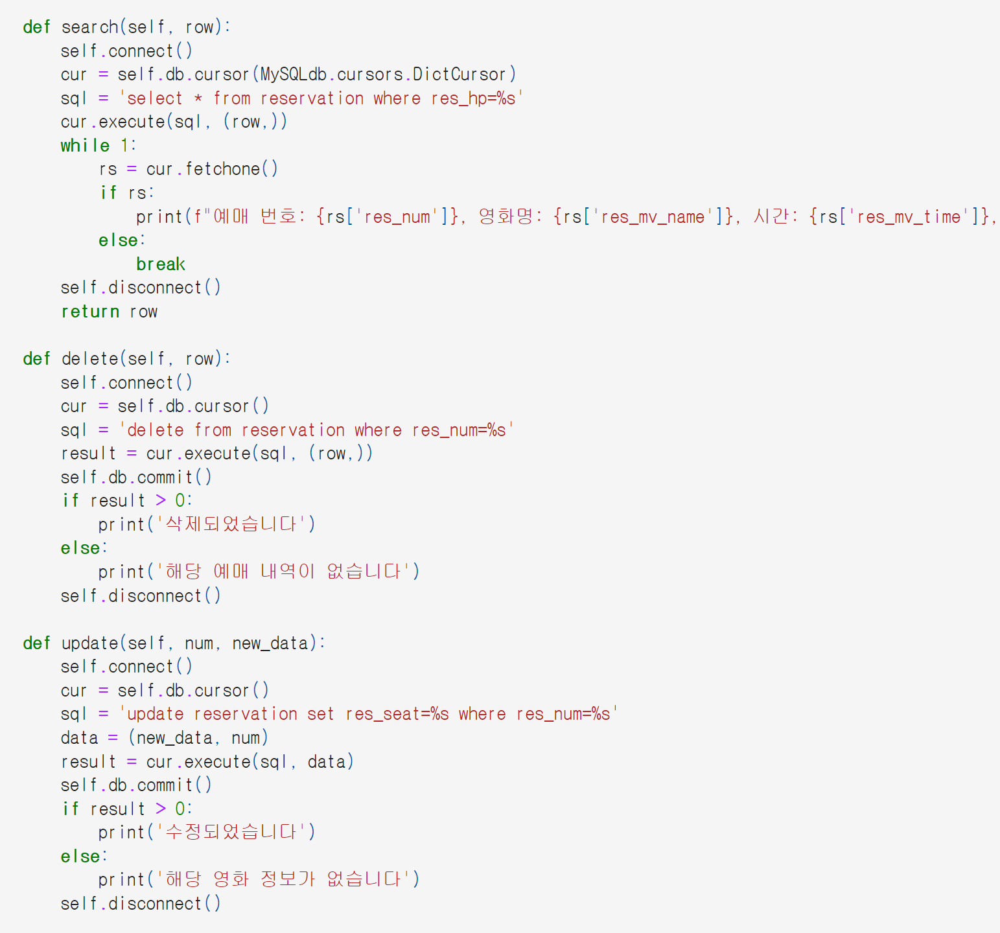 def search(self, row):
    self.connect()
    cur = self.db.cursor(MySQLdb.cursors.DictCursor)
    sql = 'select * from reservation where res_hp=%s'
    cur.execute(sql, (row,))
    while 1:
        rs = cur.fetchone()
        if rs:
            print(f"예매 번호: {rs['res_num']}, 영화명: {rs['res_mv_name']}, 시간: {rs['res_mv_time']},
        else:
            break
    self.disconnect()
    return row

def delete(self, row):
    self.connect()
    cur = self.db.cursor()
    sql = 'delete from reservation where res_num=%s'
    result = cur.execute(sql, (row,))
    self.db.commit()
    if result > 0:
        print('삭제되었습니다')
    else:
        print('해당 예매 내역이 없습니다')
    self.disconnect()

def update(self, num, new_data):
    self.connect()
    cur = self.db.cursor()
    sql = 'update reservation set res_seat=%s where res_num=%s'
    data = (new_data, num)
    result = cur.execute(sql, data)
    self.db.commit()
    if result > 0:
        print('수정되었습니다')
    else:
        print('해당 영화 정보가 없습니다')
    self.disconnect()